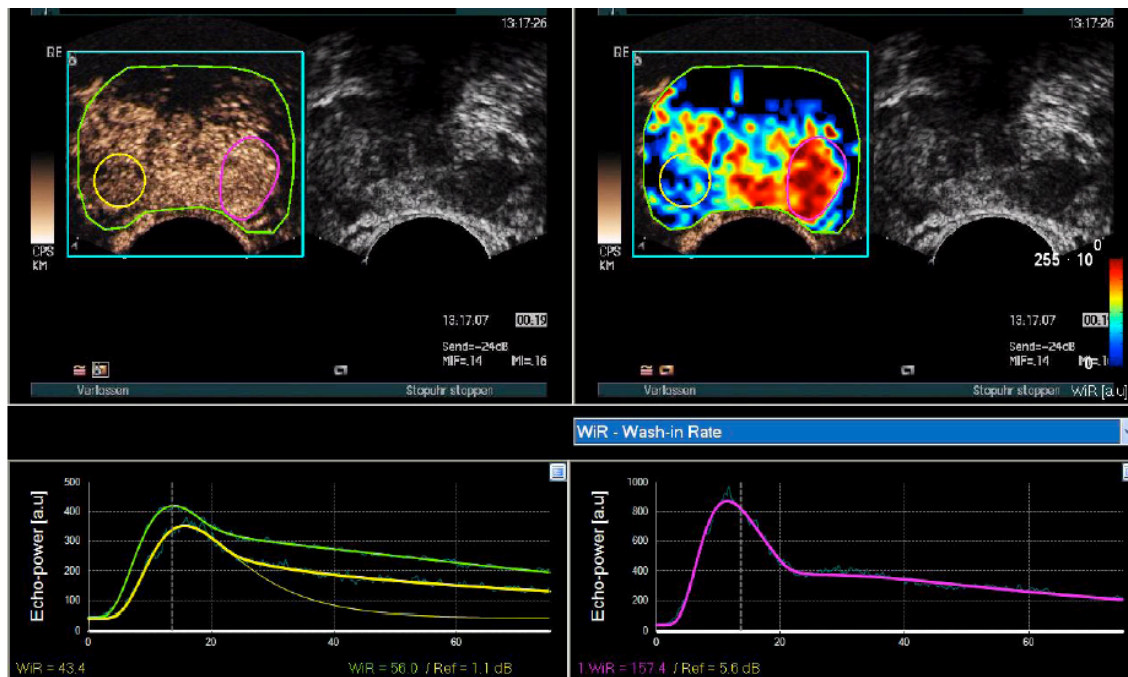 13:17:26
CPS
KM
13:17.07 00:19
Send=-24dB
MIF=.14 MI=.16
Verlassen Stopuhr stoppen
13:17:26
CPS
KM
0
255 · 10
13:17.07
Send=-24dB
MIF=.14
0
Verlassen Stopuhr stoppen WiR [a.u]
WiR - Wash-in Rate
Echo-power [a.u]
500
400
300
200
100
0
0 20 40 60
WiR = 43.4 WiR = 56.0 / Ref = 1.1 dB
Echo-power [a.u]
1000
800
600
400
200
0
0 20 40 60
1.WiR = 157.4 / Ref = 5.6 dB